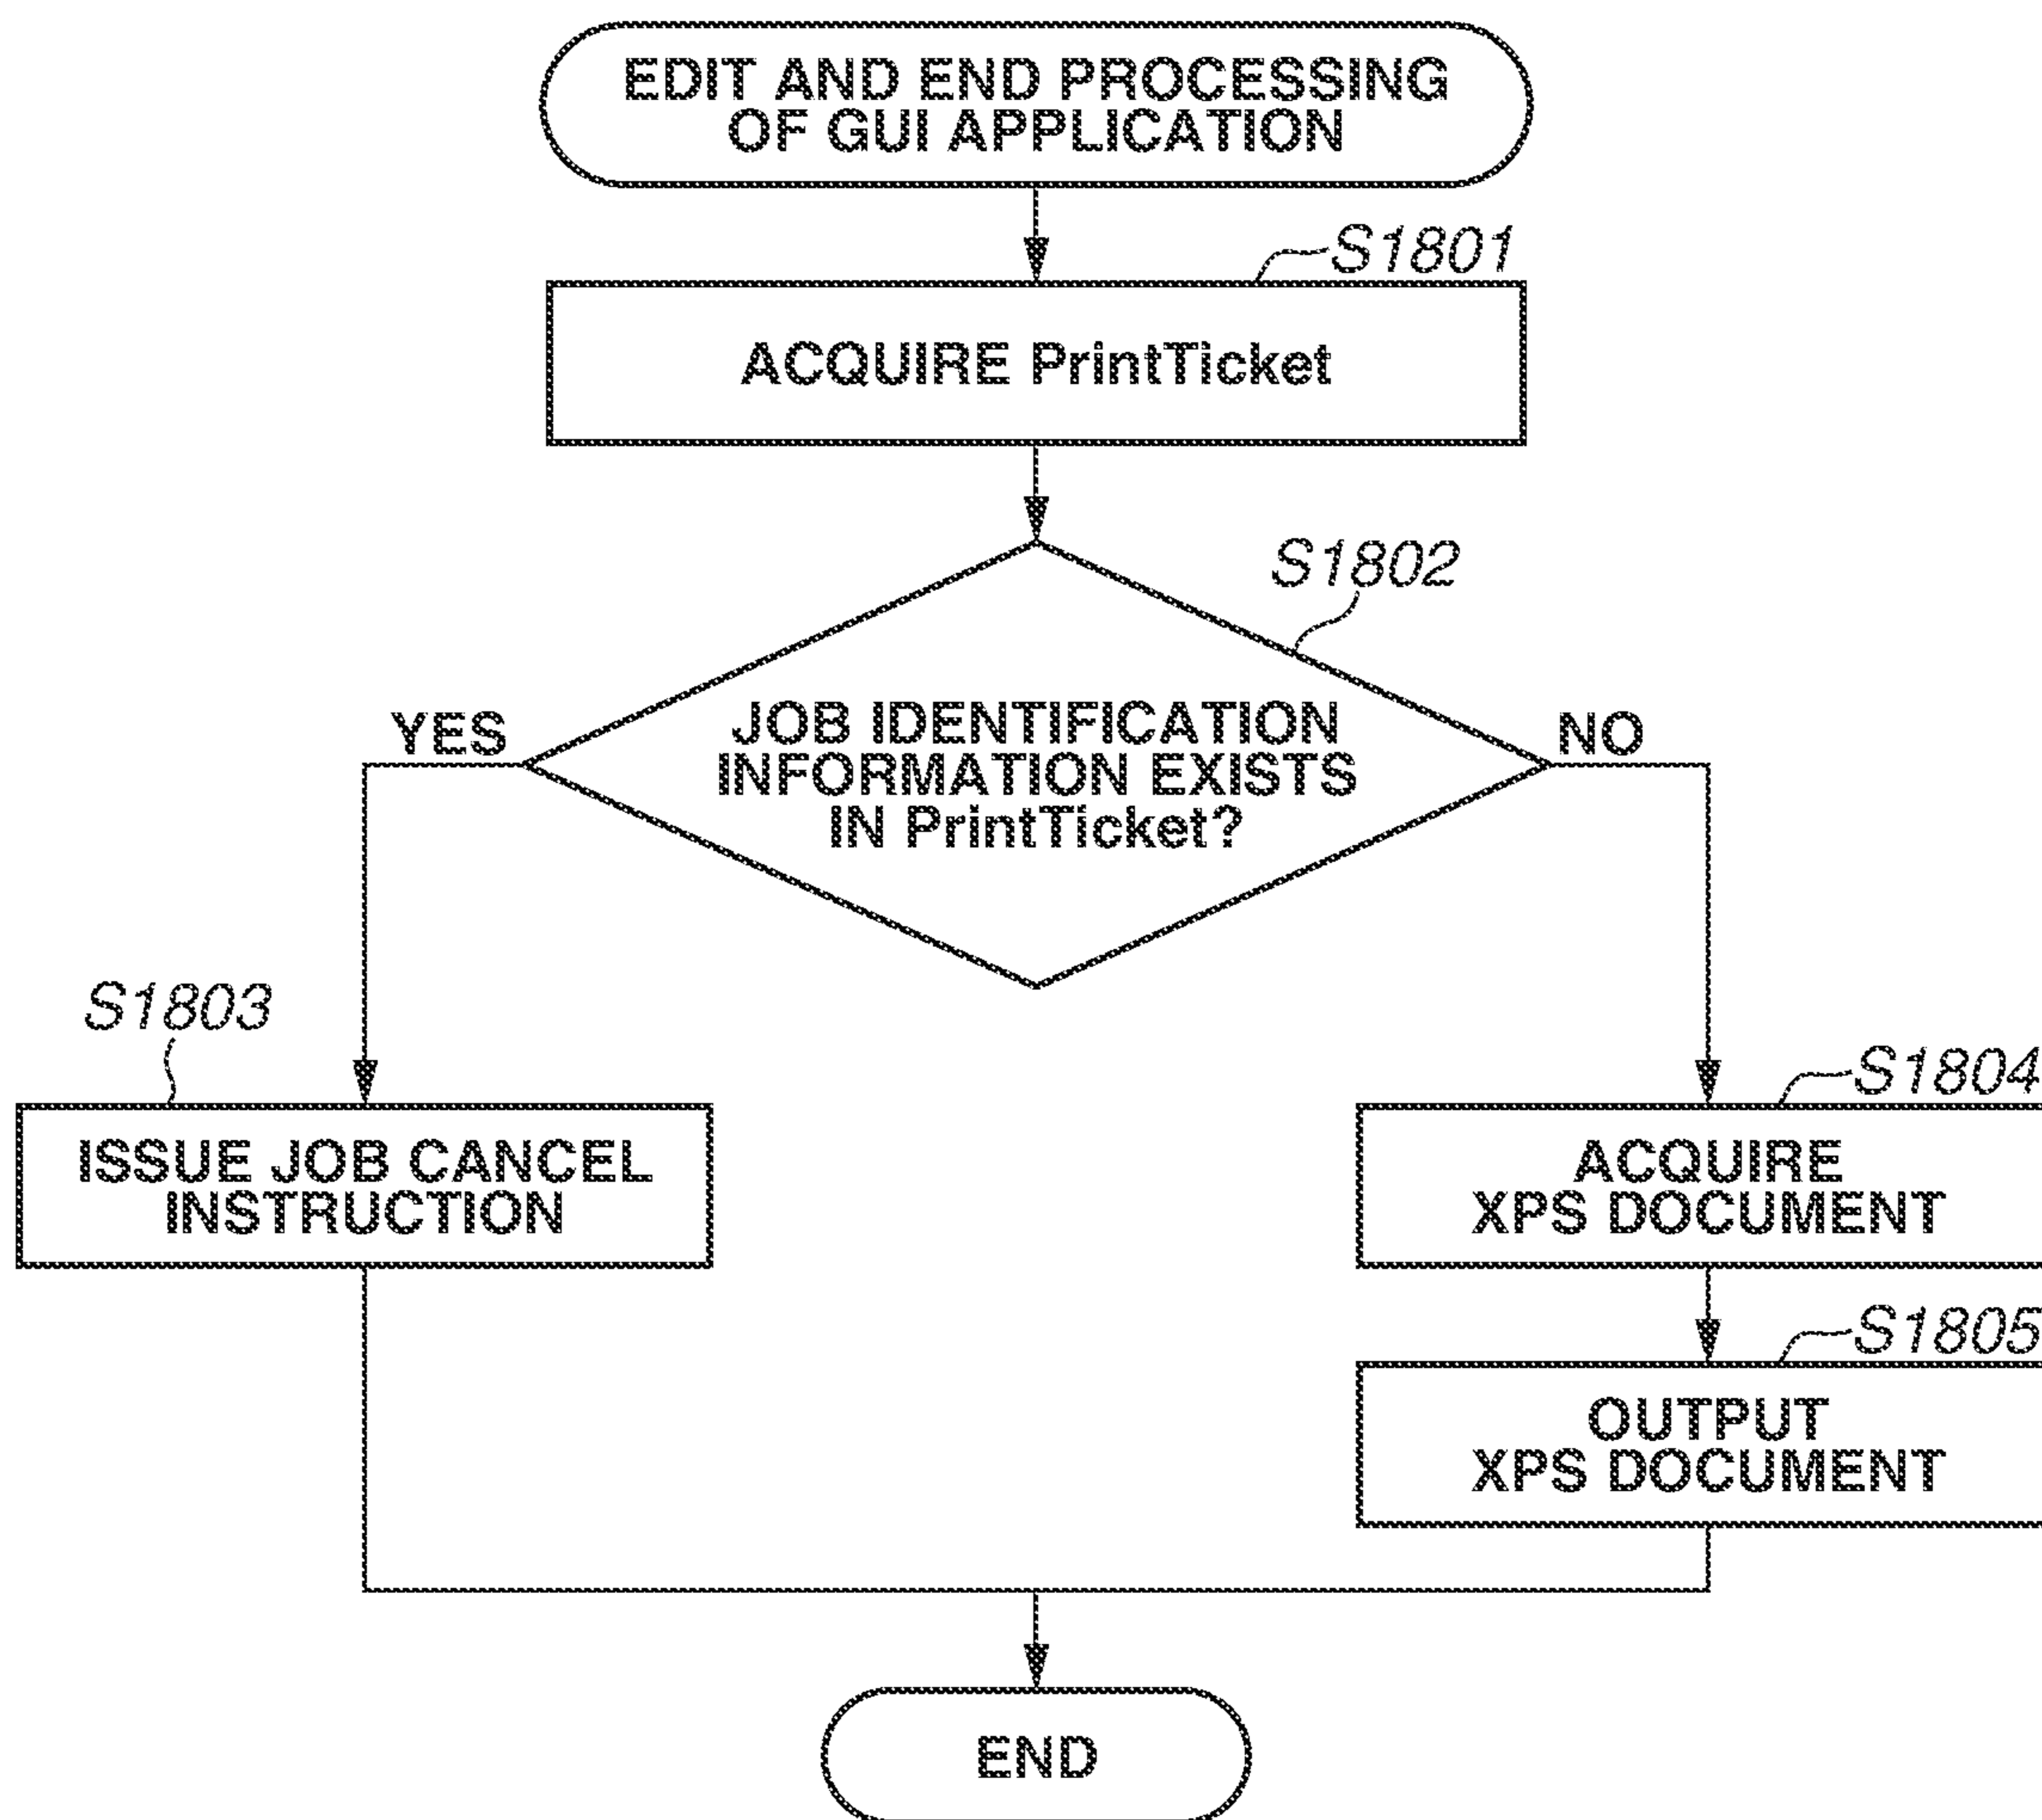 EDIT AND END PROCESSING
OF GUI APPLICATION
S1801
ACQUIRE PrintTicket
S1802
JOB IDENTIFICATION
INFORMATION EXISTS
IN PrintTicket?
YES
NO
S1803
ISSUE JOB CANCEL
INSTRUCTION
S1804
ACQUIRE
XPS DOCUMENT
S1805
OUTPUT
XPS DOCUMENT
END